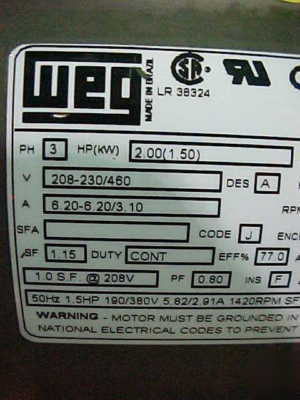 weg
MADE IN BRAZIL
LR 38324
PH 3 HP(kW) 2.00(1.50)
V 208-230/460 DES A
A 6.20-6.20/3.10 RPM
SFA CODE J ENC
SF 1.15 DUTY CONT EFF% 77.0
1.0 S.F. @ 208V PF 0.80 INS F
50Hz 1.5HP 190/380V 5.82/2.91A 1420RPM SF
WARNING - MOTOR MUST BE GROUNDED IN
NATIONAL ELECTRICAL CODES TO PREVENT